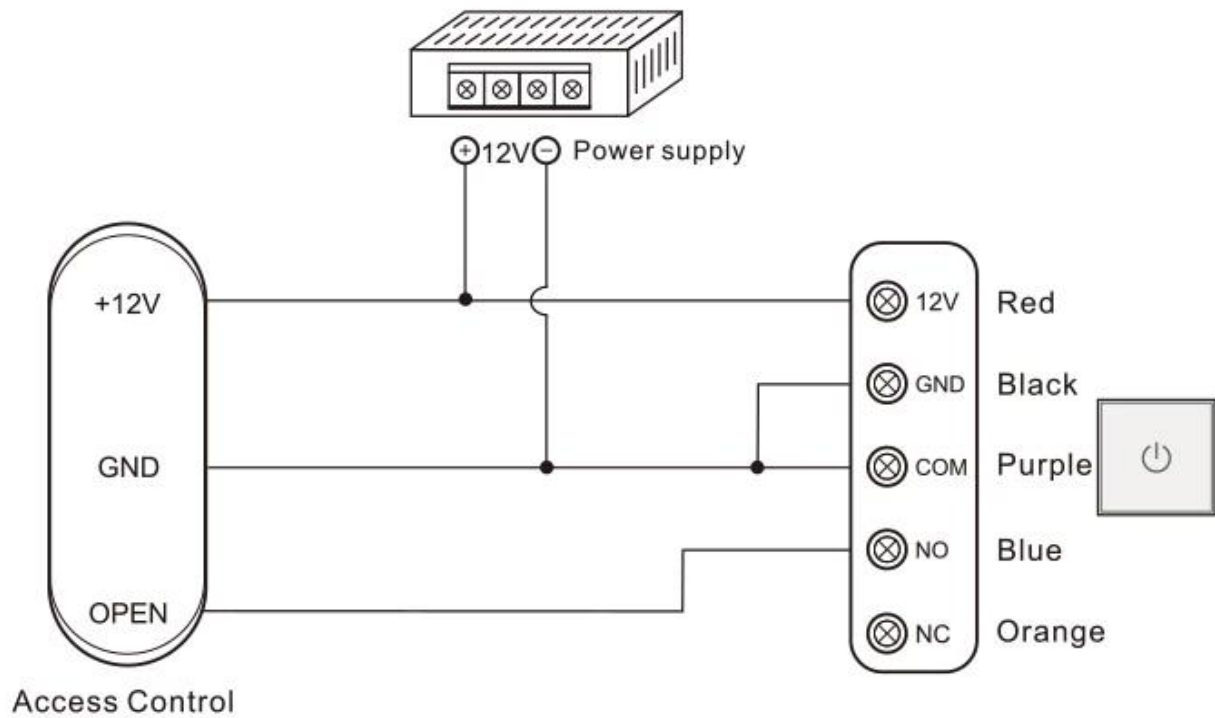 ⊕12V⊖ Power supply
+12V
GND
OPEN
Access Control
12V Red
GND Black
COM Purple
NO Blue
NC Orange